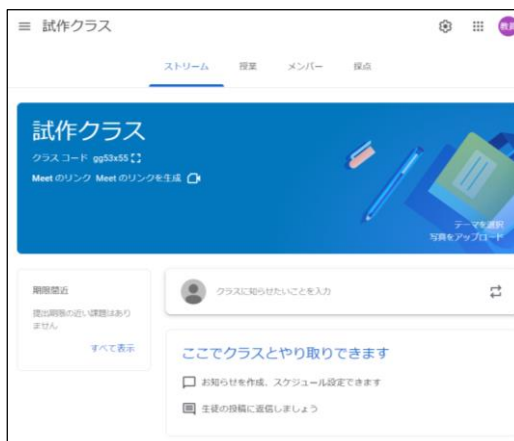 試作クラス
ストリーム 授業 メンバー 採点
試作クラス
クラス コード gg53x55
Meet のリンク Meet のリンクを生成
テーマを選択
写真をアップロード
期限間近
提出期限の近い課題はあり
ません
すべて表示
クラスに知らせたいことを入力
ここでクラスとやり取りできます
お知らせを作成、スケジュール設定できます
生徒の投稿に返信しましょう